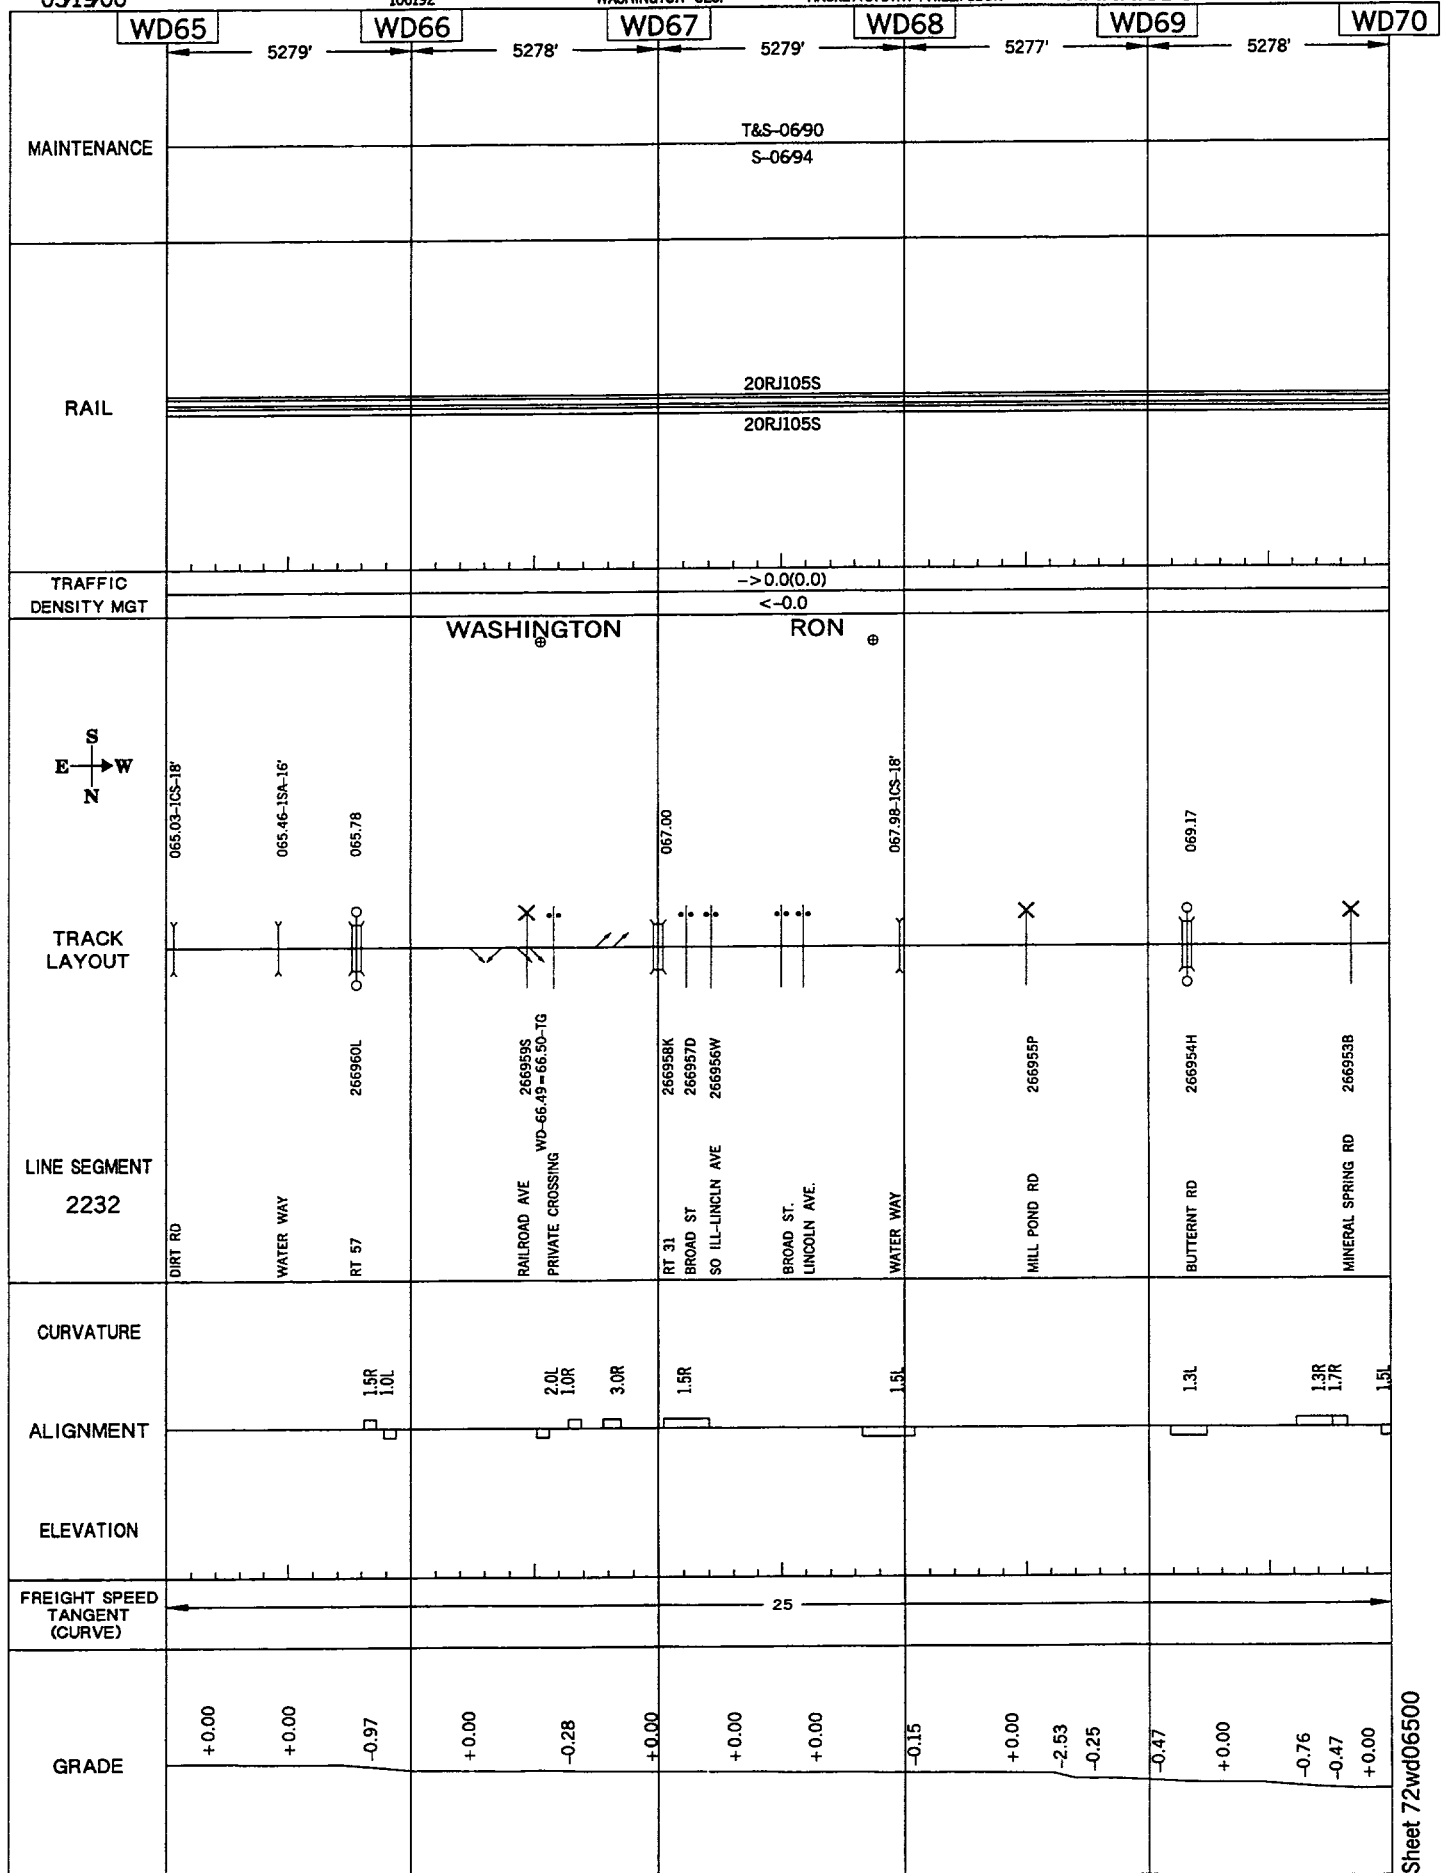 WD65 WD66 WD67 WD68 WD69 WD70
5279' 5278' 5279' 5277' 5278'
MAINTENANCE
T&S-06/90
S-06/94
RAIL
20RJ105S
20RJ105S
TRAFFIC
DENSITY MGT
->0.0(0.0)
<-0.0
WASHINGTON
RON
S
E W
N
065.03-1CS-18'
065.46-1SA-16'
065.78
067.00
067.98-1CS-18'
069.17
TRACK
LAYOUT
266960L
266959S
WD-66.49=66.50-TG
266958K
266957D
266956W
266955P
266954H
266953B
LINE SEGMENT
2232
DIRT RD
WATER WAY
RT 57
RAILROAD AVE
PRIVATE CROSSING
RT 31
BROAD ST
SO ILL-LINCLN AVE
BROAD ST.
LINCOLN AVE.
WATER WAY
MILL POND RD
BUTTERNT RD
MINERAL SPRING RD
CURVATURE
1.5R
1.0L
2.0L
1.0R
3.0R
1.5R
1.5L
1.3L
1.3R
1.7R
1.5L
ALIGNMENT
ELEVATION
FREIGHT SPEED
TANGENT
(CURVE)
25
GRADE
+0.00
+0.00
-0.97
+0.00
-0.28
+0.00
+0.00
+0.00
-0.15
+0.00
-2.53
-0.25
-0.47
+0.00
-0.76
-0.47
+0.00
Sheet 72wd06500